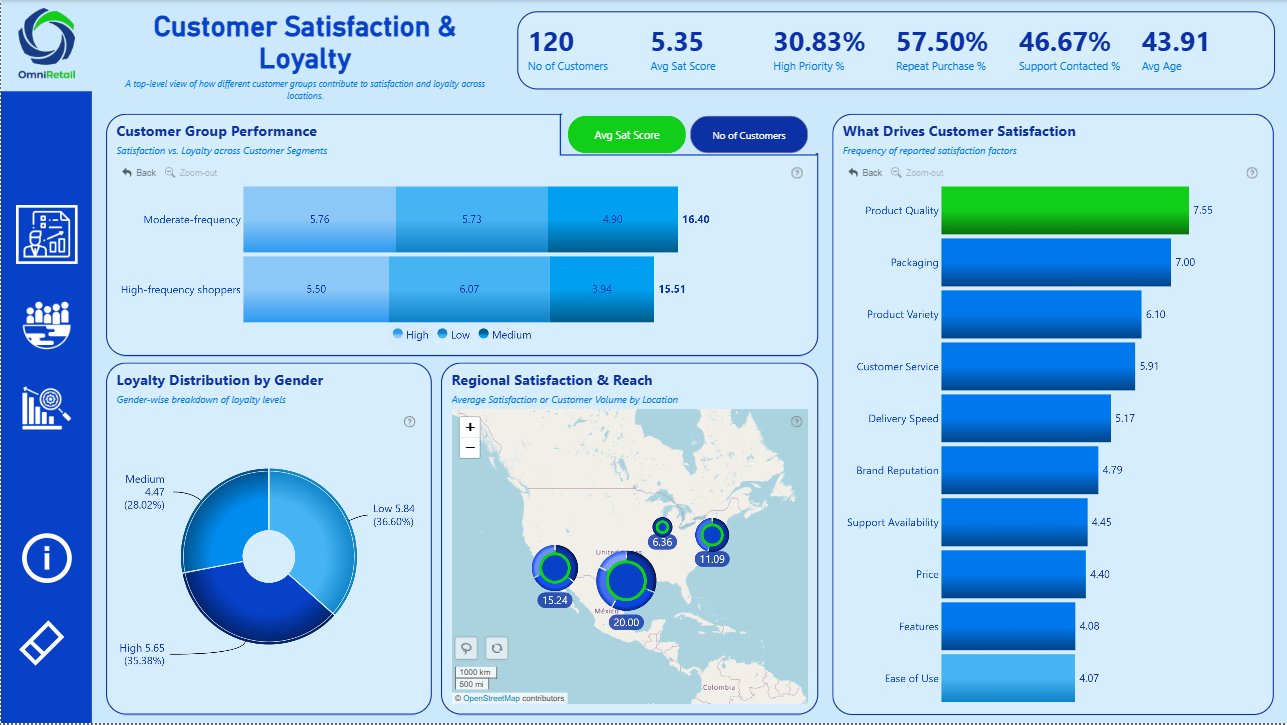 OmniRetail
Customer Satisfaction &
Loyalty
A top-level view of how different customer groups contribute to satisfaction and loyalty across
locations.
120
No of Customers
5.35
Avg Sat Score
30.83%
High Priority %
57.50%
Repeat Purchase %
46.67%
Support Contacted %
43.91
Avg Age
Customer Group Performance
Satisfaction vs. Loyalty across Customer Segments
Avg Sat Score
No of Customers
Back
Zoom-out
?
Moderate-frequency
5.76
5.73
4.90
16.40
High-frequency shoppers
5.50
6.07
3.94
15.51
High
Low
Medium
Loyalty Distribution by Gender
Gender-wise breakdown of loyalty levels
?
Medium
4.47
(28.02%)
Low 5.84
(36.60%)
High 5.65
(35.38%)
Regional Satisfaction & Reach
Average Satisfaction or Customer Volume by Location
+
−
?
6.36
11.09
15.24
20.00
México
Colombia
1000 km
500 mi
© OpenStreetMap contributors
What Drives Customer Satisfaction
Frequency of reported satisfaction factors
Back
Zoom-out
?
Product Quality
7.55
Packaging
7.00
Product Variety
6.10
Customer Service
5.91
Delivery Speed
5.17
Brand Reputation
4.79
Support Availability
4.45
Price
4.40
Features
4.08
Ease of Use
4.07
i